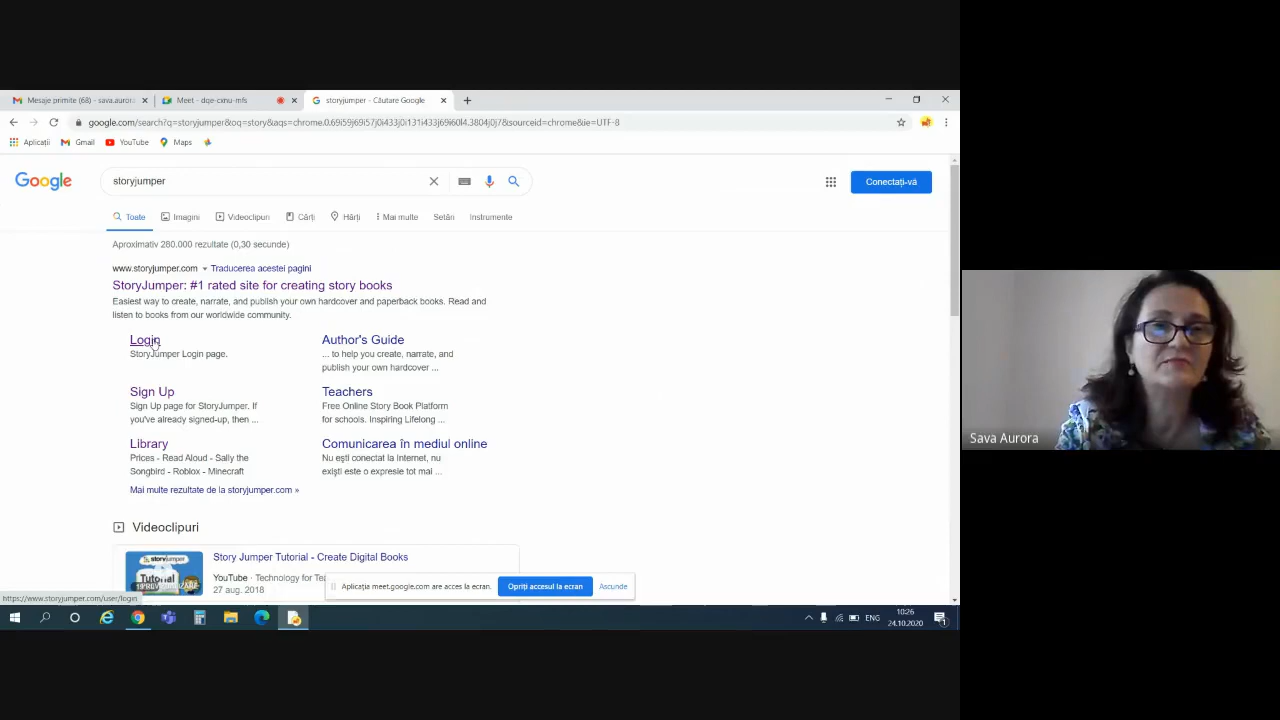 Mesaje primite (68) - sava.aurora
Meet - dqe-cxnu-mfs
storyjumper - Căutare Google
google.com/search?q=storyjumper&oq=story&aqs=chrome.0.69i59j69i57j0i433j0i131i433j69i60l4.3804j0j7&sourceid=chrome&ie=UTF-8
Aplicații
Gmail
YouTube
Maps
Google
storyjumper
Conectați-vă
Toate
Imagini
Videoclipuri
Cărți
Hărți
Mai multe
Setări
Instrumente
Aproximativ 280.000 rezultate (0,30 secunde)
www.storyjumper.com
Traducerea acestei pagini
StoryJumper: #1 rated site for creating story books
Easiest way to create, narrate, and publish your own hardcover and paperback books. Read and
listen to books from our worldwide community.
Login
StoryJumper Login page.
Author's Guide
... to help you create, narrate, and
publish your own hardcover ...
Sign Up
Sign Up page for StoryJumper. If
you've already signed-up, then ...
Teachers
Free Online Story Book Platform
for schools. Inspiring Lifelong ...
Library
Prices - Read Aloud - Sally the
Songbird - Roblox - Minecraft
Comunicarea în mediul online
Nu ești conectat la Internet, nu
exiști este o expresie tot mai ...
Mai multe rezultate de la storyjumper.com »
Videoclipuri
storyjumper
Tutorial
Story Jumper Tutorial - Create Digital Books
YouTube · Technology for Te
27 aug. 2018
Aplicația meet.google.com are acces la ecran.
Opriți accesul la ecran
Ascunde
https://www.storyjumper.com/user/login
ENG
10:26
24.10.2020
Sava Aurora